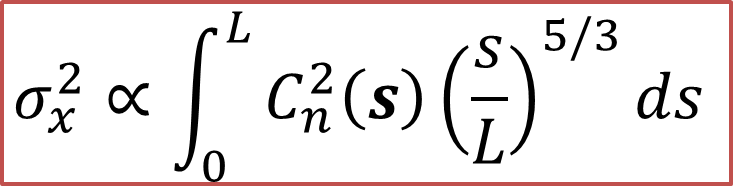 σ_x^2 ∝ ∫_0^L C_n^2(s) (s/L)^{5/3} ds